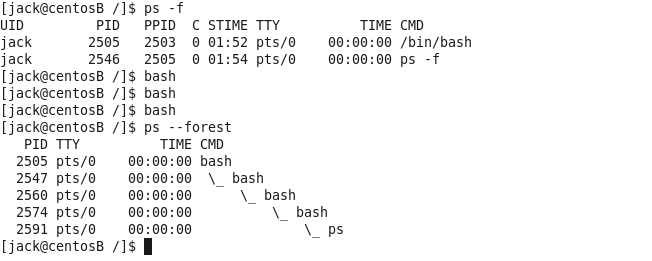 [jack@centosB /]$ ps -f
UID         PID   PPID  C STIME TTY          TIME CMD
jack       2505   2503  0 01:52 pts/0    00:00:00 /bin/bash
jack       2546   2505  0 01:54 pts/0    00:00:00 ps -f
[jack@centosB /]$ bash
[jack@centosB /]$ bash
[jack@centosB /]$ bash
[jack@centosB /]$ ps --forest
   PID TTY          TIME CMD
  2505 pts/0    00:00:00 bash
  2547 pts/0    00:00:00  \_ bash
  2560 pts/0    00:00:00      \_ bash
  2574 pts/0    00:00:00          \_ bash
  2591 pts/0    00:00:00              \_ ps
[jack@centosB /]$